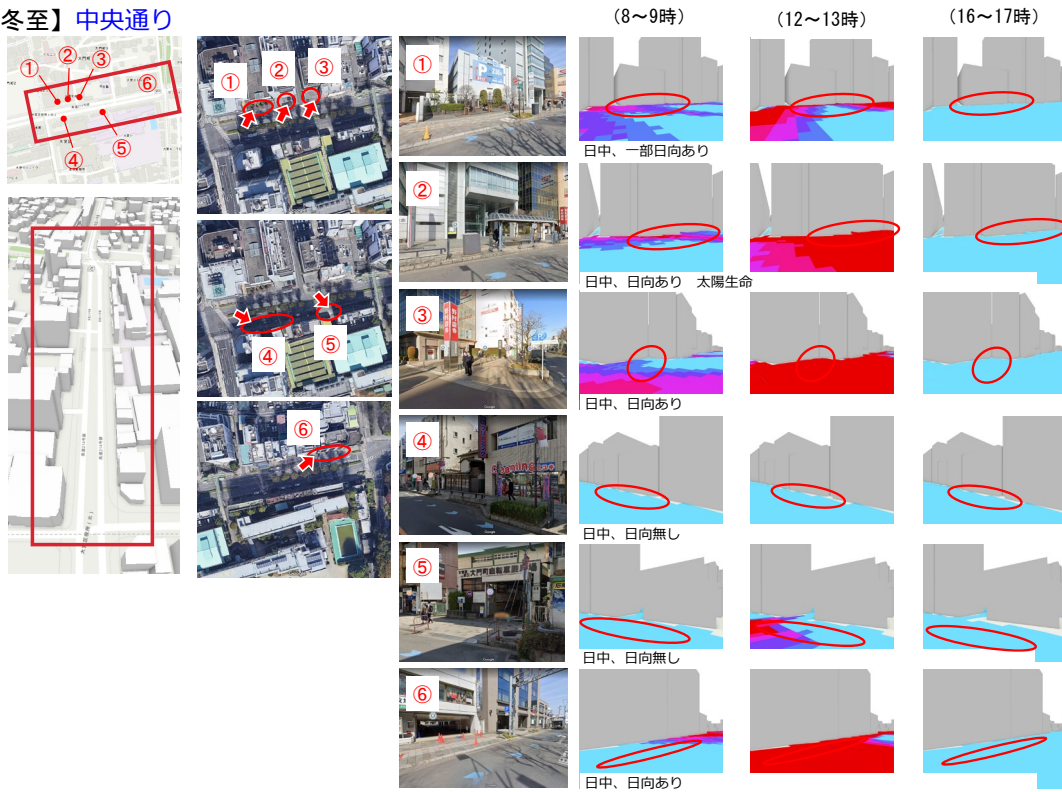 冬至】中央通り
(8～9時)
(12～13時)
(16～17時)
①
②
③
④
⑤
⑥
①
②
③
④
⑤
⑥
①
P
日中、一部日向あり
②
日中、日向あり　太陽生命
③
日中、日向あり
④
日中、日向無し
⑤
日中、日向無し
⑥
日中、日向あり